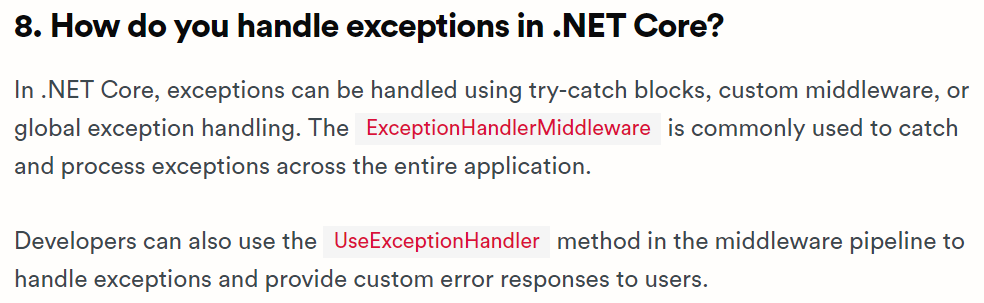 8. How do you handle exceptions in .NET Core?
In .NET Core, exceptions can be handled using try-catch blocks, custom middleware, or
global exception handling. The ExceptionHandlerMiddleware is commonly used to catch
and process exceptions across the entire application.
Developers can also use the UseExceptionHandler method in the middleware pipeline to
handle exceptions and provide custom error responses to users.